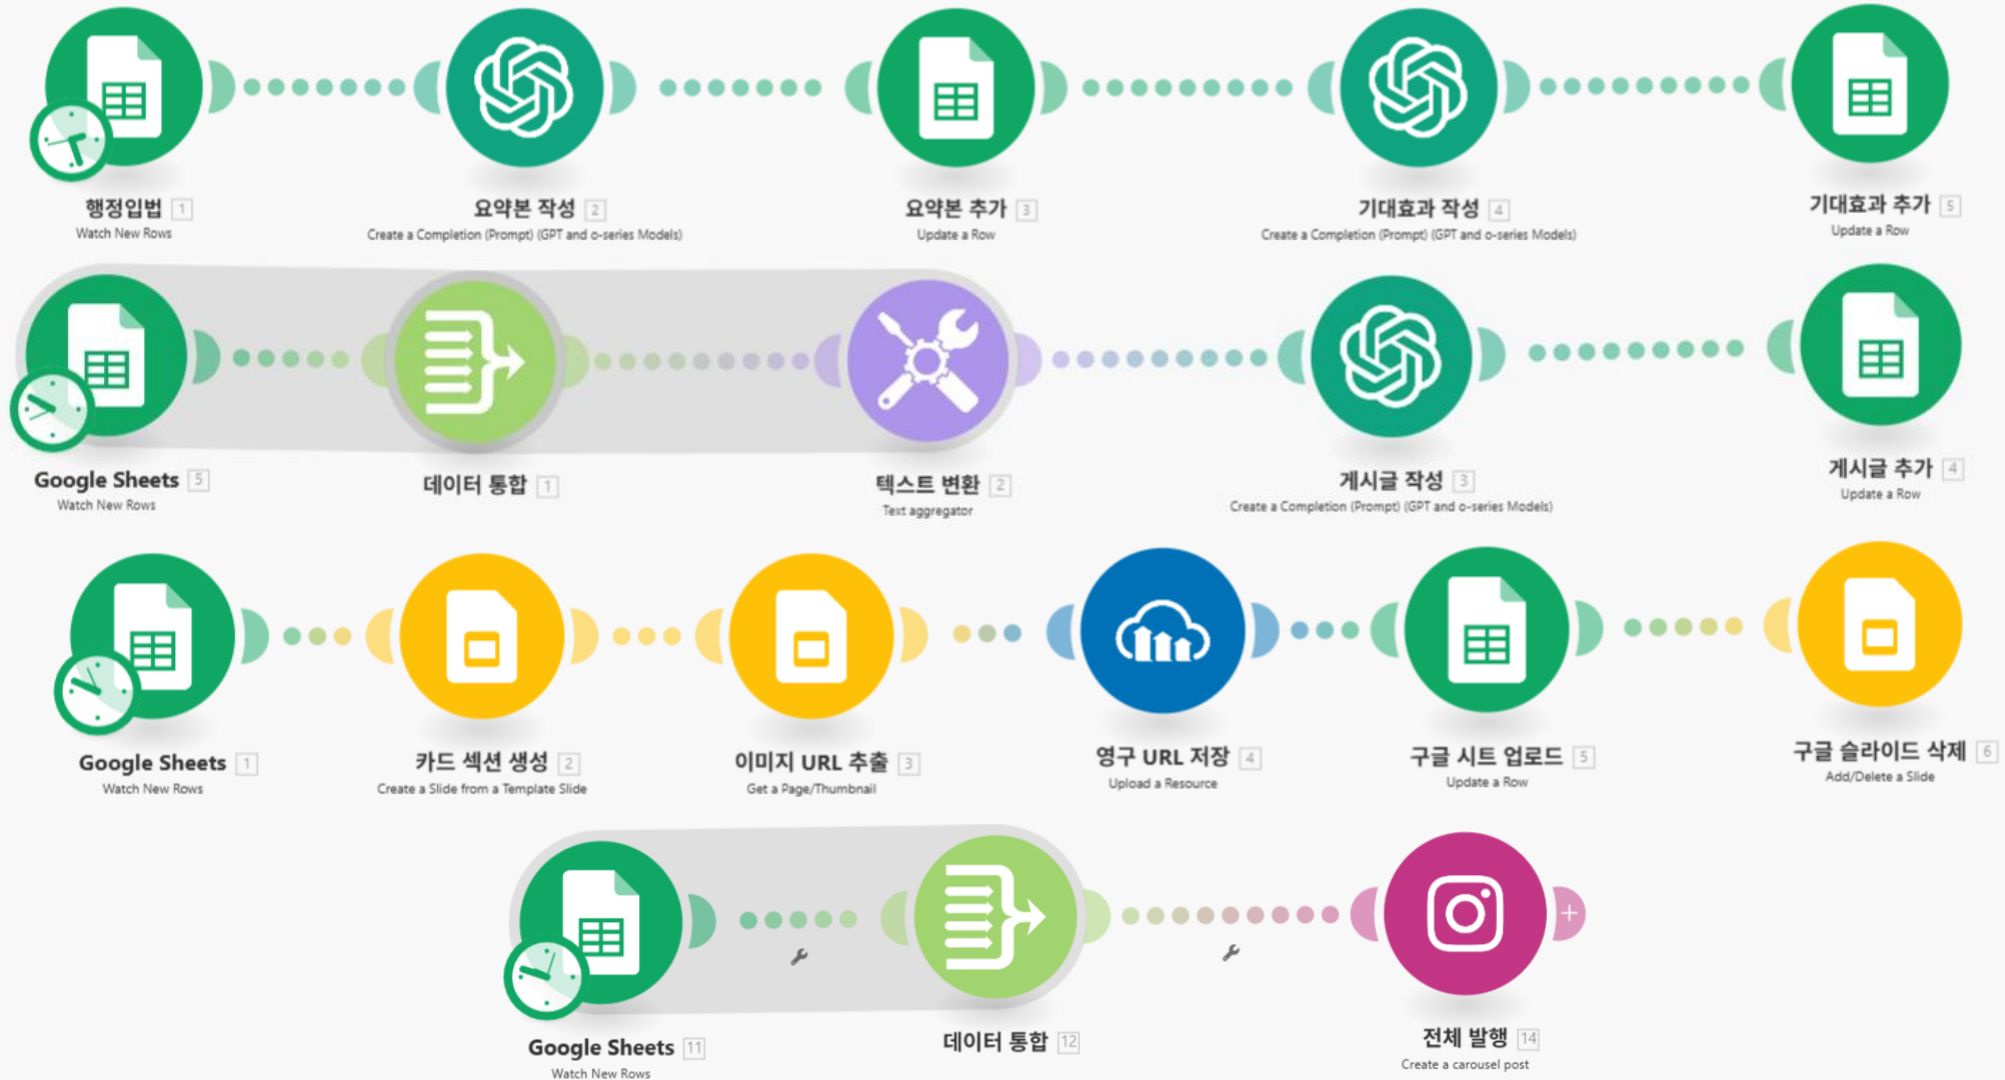 행정입법 1
Watch New Rows
요약본 작성 2
Create a Completion (Prompt) (GPT and o-series Models)
요약본 추가 3
Update a Row
기대효과 작성 4
Create a Completion (Prompt) (GPT and o-series Models)
기대효과 추가 5
Update a Row
Google Sheets 5
Watch New Rows
데이터 통합 1
텍스트 변환 2
Text aggregator
게시글 작성 3
Create a Completion (Prompt) (GPT and o-series Models)
게시글 추가 4
Update a Row
Google Sheets 1
Watch New Rows
카드 섹션 생성 2
Create a Slide from a Template Slide
이미지 URL 추출 3
Get a Page/Thumbnail
영구 URL 저장 4
Upload a Resource
구글 시트 업로드 5
Update a Row
구글 슬라이드 삭제 6
Add/Delete a Slide
Google Sheets 11
Watch New Rows
데이터 통합 12
전체 발행 14
Create a carousel post